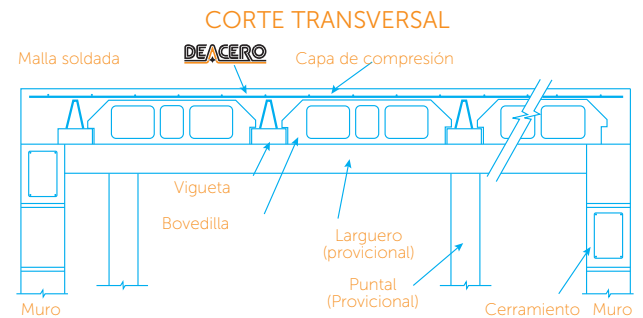 CORTE TRANSVERSAL
Malla soldada
DEACERO
Capa de compresión
Vigueta
Bovedilla
Larguero
(provicional)
Puntal
(Provicional)
Muro
Cerramiento
Muro